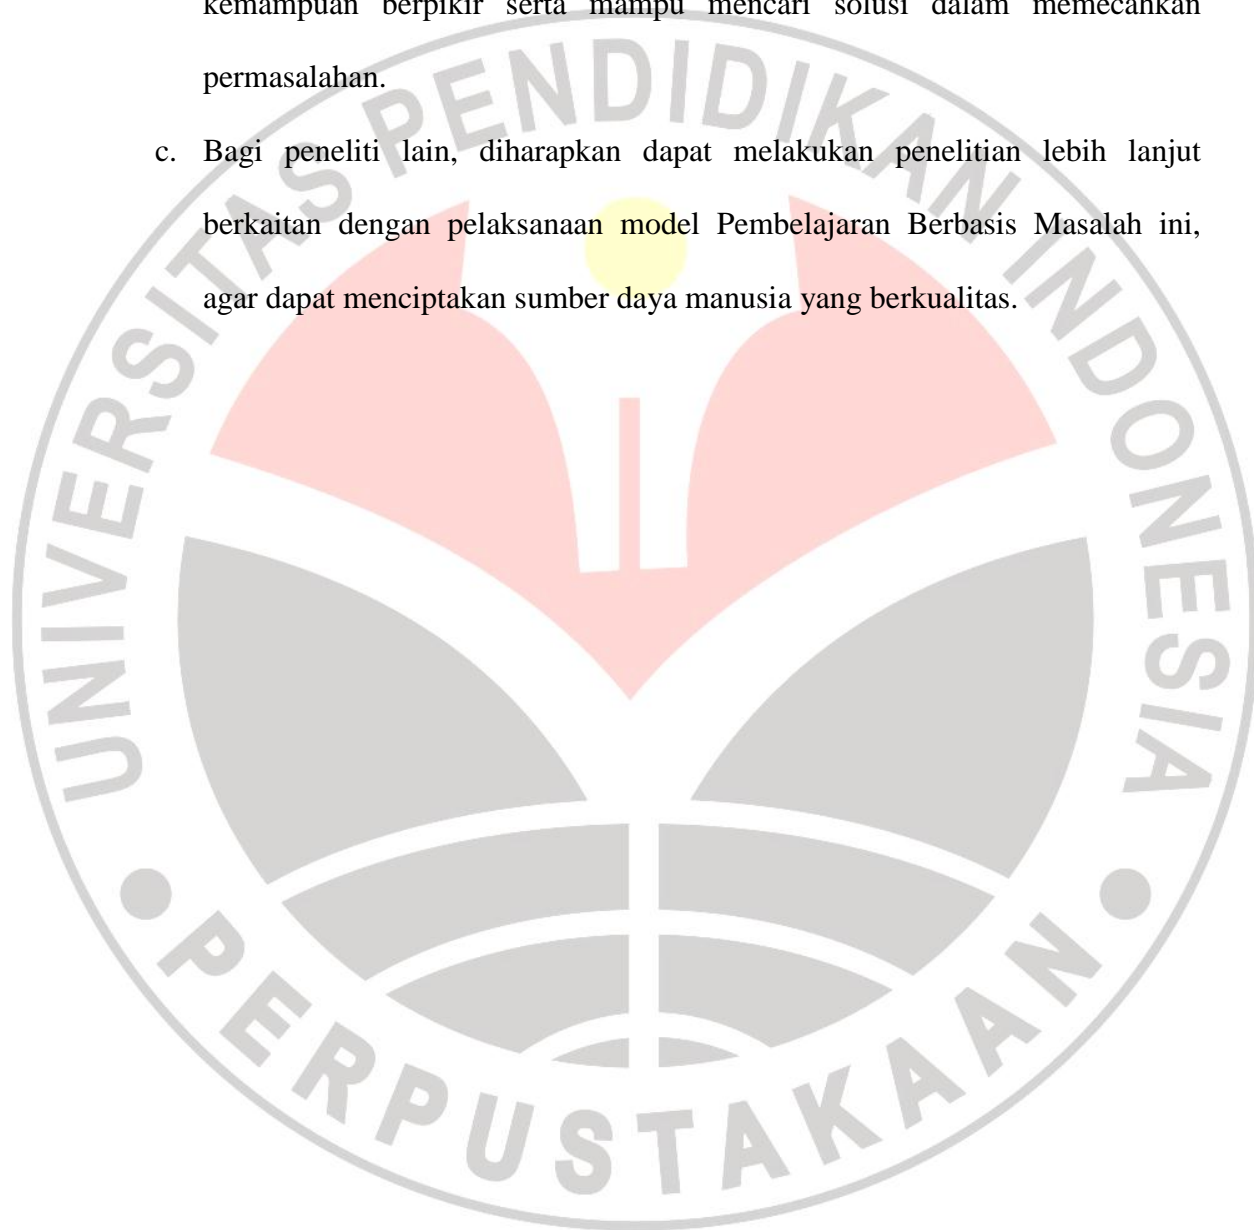 kemampuan berpikir serta mampu mencari solusi dalam memecahkan
permasalahan.
c. Bagi peneliti lain, diharapkan dapat melakukan penelitian lebih lanjut
berkaitan dengan pelaksanaan model Pembelajaran Berbasis Masalah ini,
agar dapat menciptakan sumber daya manusia yang berkualitas.
UNIVERSITAS PENDIDIKAN INDONESIA
PERPUSTAKAAN